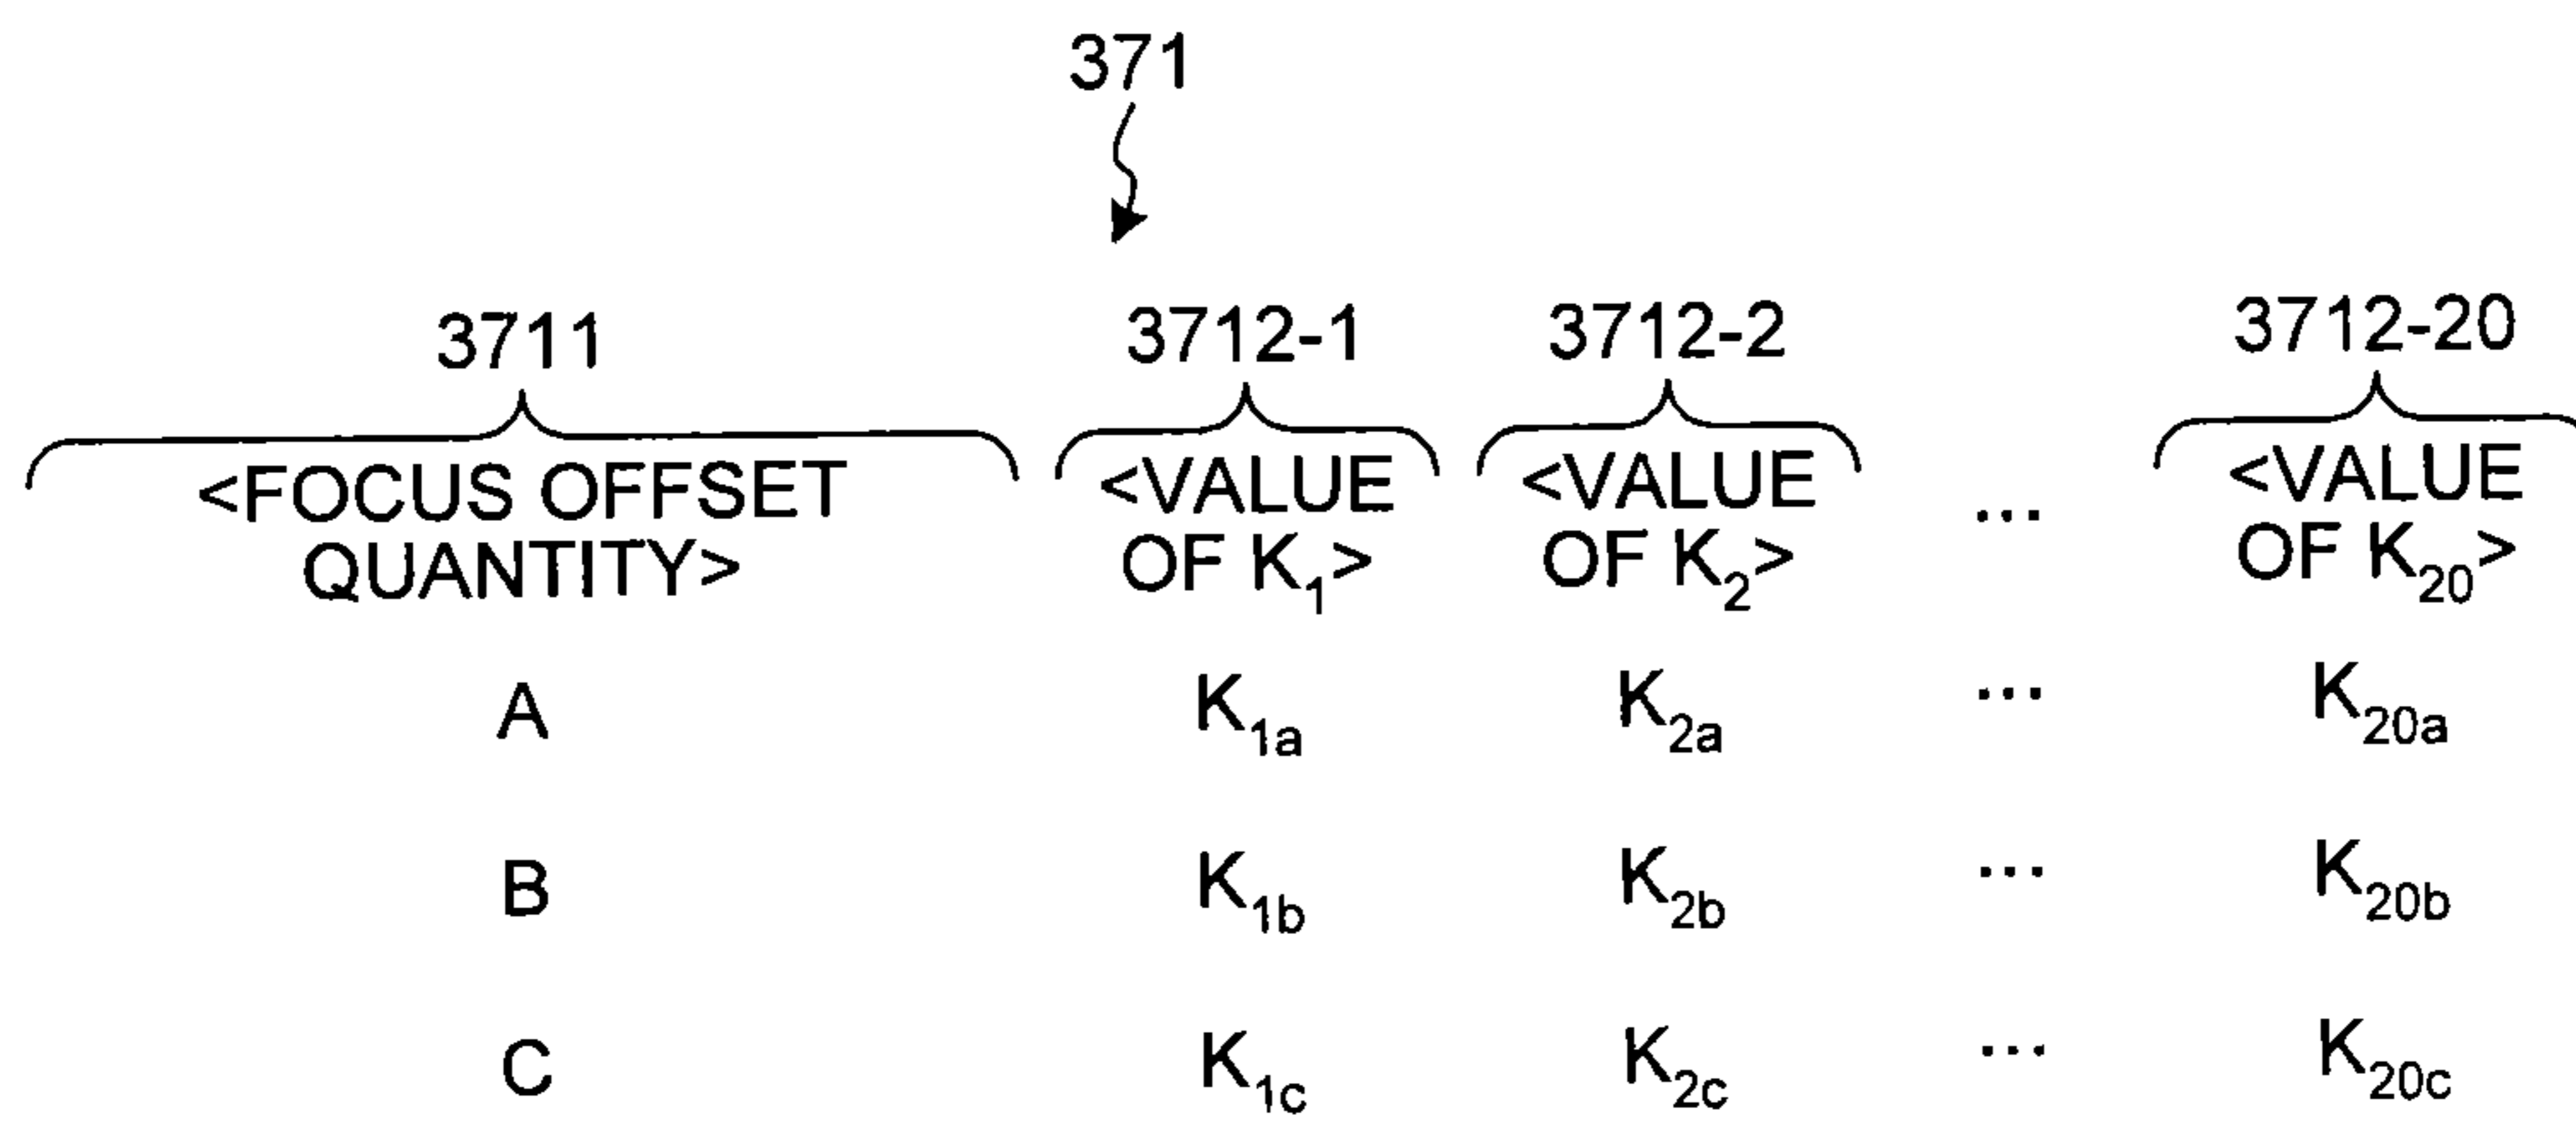 371
3711 3712-1 3712-2 3712-20
<FOCUS OFFSET QUANTITY> <VALUE OF K₁> <VALUE OF K₂> ... <VALUE OF K₂₀>
A K₁ₐ K₂ₐ ... K₂₀ₐ
B K1b K2b ... K20b
C K1c K2c ... K20c